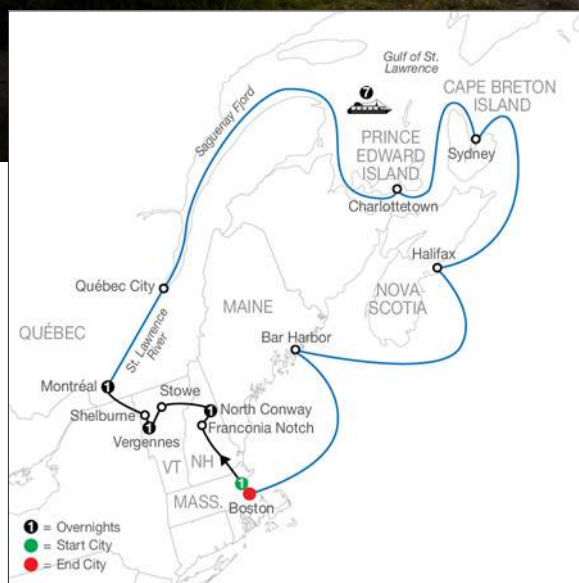 Gulf of St.
Lawrence
7
CAPE BRETON
ISLAND
Saguenay Fjord
PRINCE
EDWARD
ISLAND
Sydney
Charlottetown
Halifax
Québec City
MAINE
NOVA
SCOTIA
QUÉBEC
St. Lawrence
River
Bar Harbor
Montréal
1
Stowe
Shelburne
1
North Conway
1
Vergennes
Franconia Notch
VT
NH
MASS.
1
Boston
1 = Overnights
= Start City
= End City